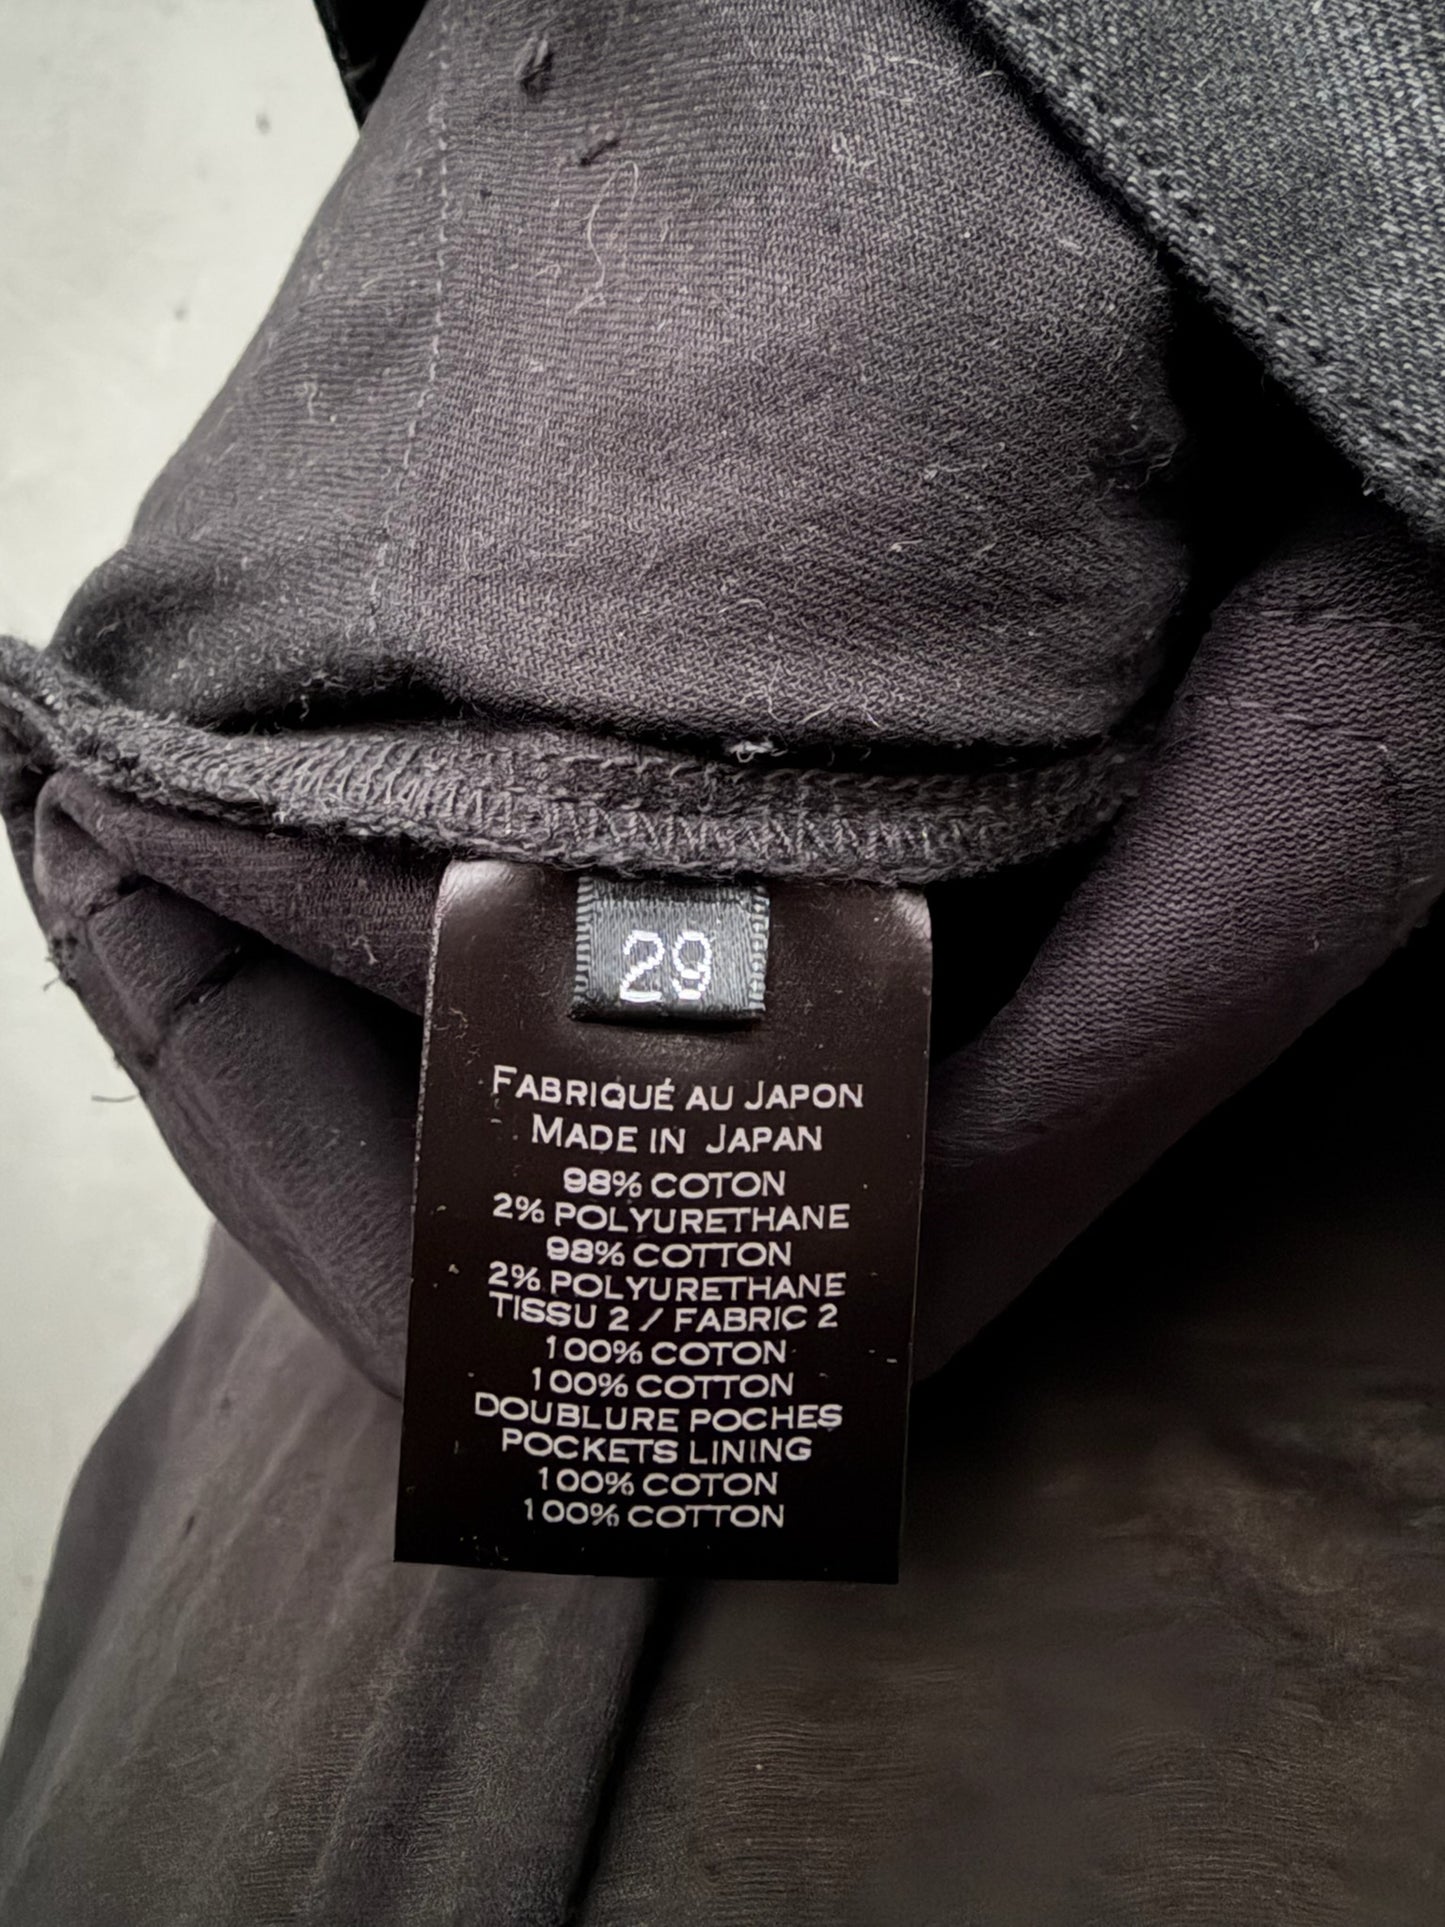 29
FABRIQUÉ AU JAPON
MADE IN JAPAN
98% COTON
2% POLYURETHANE
98% COTTON
2% POLYURETHANE
TISSU 2 / FABRIC 2
100% COTON
100% COTTON
DOUBLURE POCHES
POCKETS LINING
100% COTON
100% COTTON